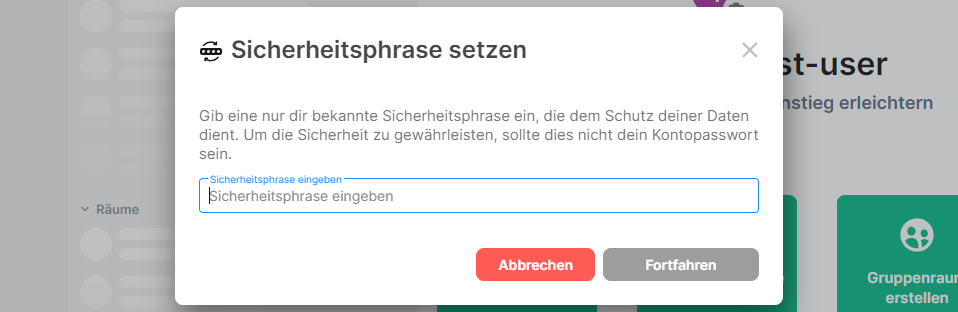 Sicherheitsphrase setzen
st-user
nstieg erleichtern
Gib eine nur dir bekannte Sicherheitsphrase ein, die dem Schutz deiner Daten
dient. Um die Sicherheit zu gewährleisten, sollte dies nicht dein Kontopasswort
sein.
Sicherheitsphrase eingeben
Sicherheitsphrase eingeben
Räume
Abbrechen
Fortfahren
Gruppenraum
erstellen